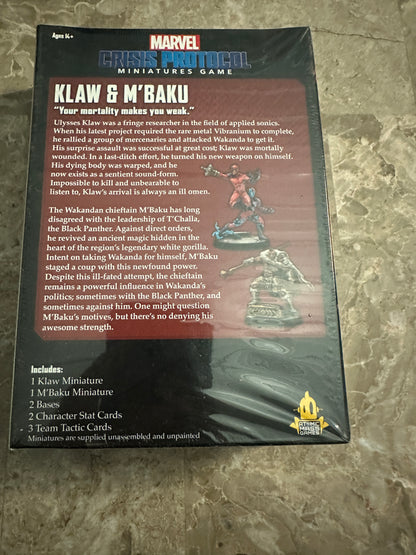 Ages 14+
MARVEL
CRISIS PROTOCOL
MINIATURES GAME
KLAW & M'BAKU
"Your mortality makes you weak."
Ulysses Klaw was a fringe researcher in the field of applied sonics.
When his latest project required the rare metal Vibranium to complete,
he rallied a group of mercenaries and attacked Wakanda to get it.
His surprise assault was successful at great cost; Klaw was mortally
wounded. In a last-ditch effort, he turned his new weapon on himself.
His dying body was warped, and he
now exists as a sentient sound-form.
Impossible to kill and unbearable to
listen to, Klaw's arrival is always an ill omen.
The Wakandan chieftain M'Baku has long
disagreed with the leadership of T'Challa,
the Black Panther. Against direct orders,
he revived an ancient magic hidden in the
heart of the region's legendary white gorilla.
Intent on taking Wakanda for himself, M'Baku
staged a coup with this newfound power.
Despite this ill-fated attempt, the chieftain
remains a powerful influence in Wakanda's
politics; sometimes with the Black Panther, and
sometimes against him. One might question
M'Baku's motives, but there's no denying his
awesome strength.
Includes:
1 Klaw Miniature
1 M'Baku Miniature
2 Bases
2 Character Stat Cards
3 Team Tactic Cards
Miniatures are supplied unassembled and unpainted
ATOMIC
MASS
GAMES